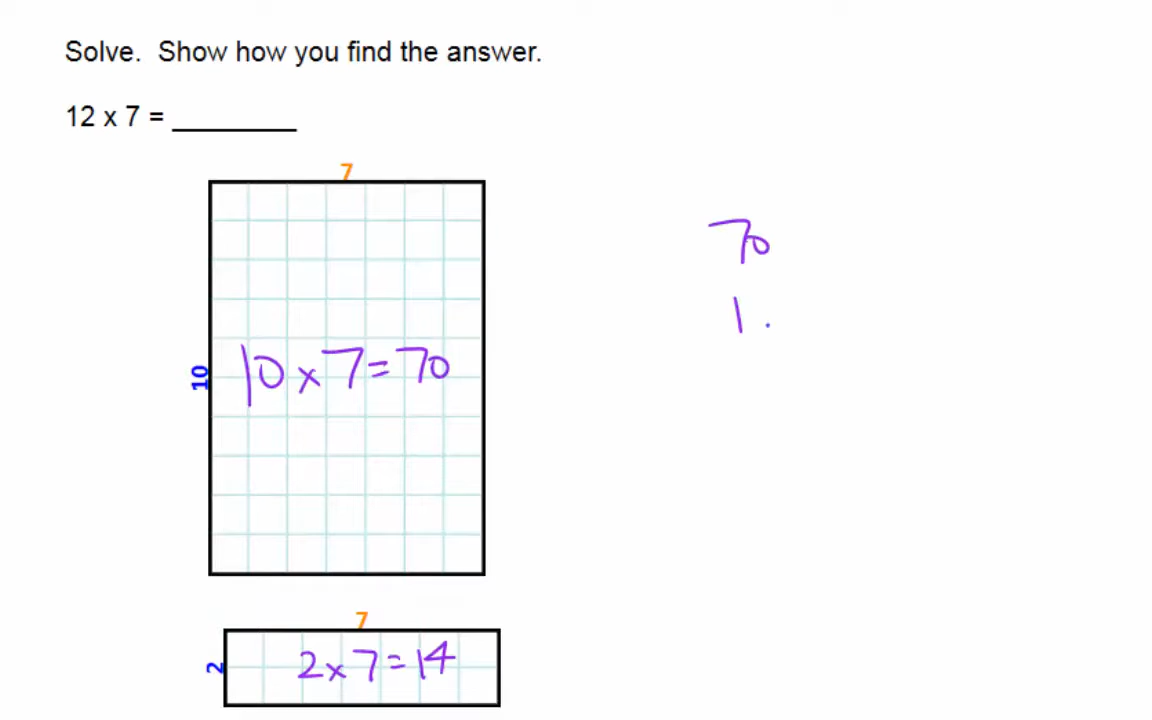 Solve.  Show how you find the answer.
12 x 7 = ________
7
10
10 x 7 = 70
70
1
7
2
2 x 7 = 14